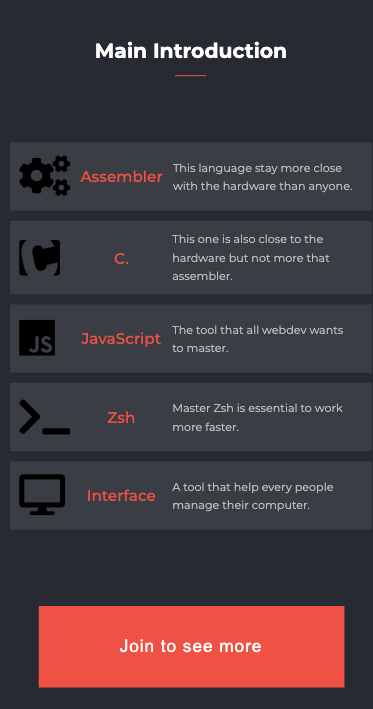 Main Introduction
Assembler
This language stay more close
with the hardware than anyone.
C.
This one is also close to the
hardware but not more that
assembler.
JS
JavaScript
The tool that all webdev wants
to master.
Zsh
Master Zsh is essential to work
more faster.
Interface
A tool that help every people
manage their computer.
Join to see more